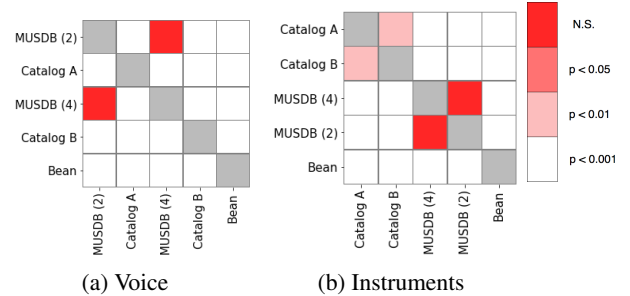 MUSDB (2)
Catalog A
MUSDB (4)
Catalog B
Bean
MUSDB (2)
Catalog A
MUSDB (4)
Catalog B
Bean
(a) Voice
Catalog A
Catalog B
MUSDB (4)
MUSDB (2)
Bean
Catalog A
Catalog B
MUSDB (4)
MUSDB (2)
Bean
(b) Instruments
N.S.
p < 0.05
p < 0.01
p < 0.001